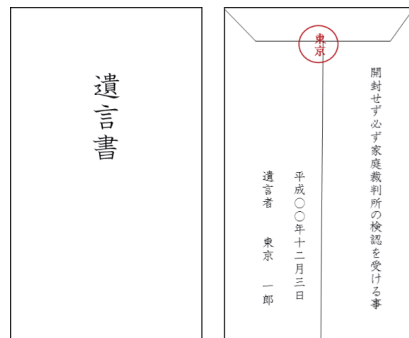 遺言書
東京
開封せず必ず家庭裁判所の検認を受ける事
平成〇〇年十二月三日
遺言者 東京 一郎